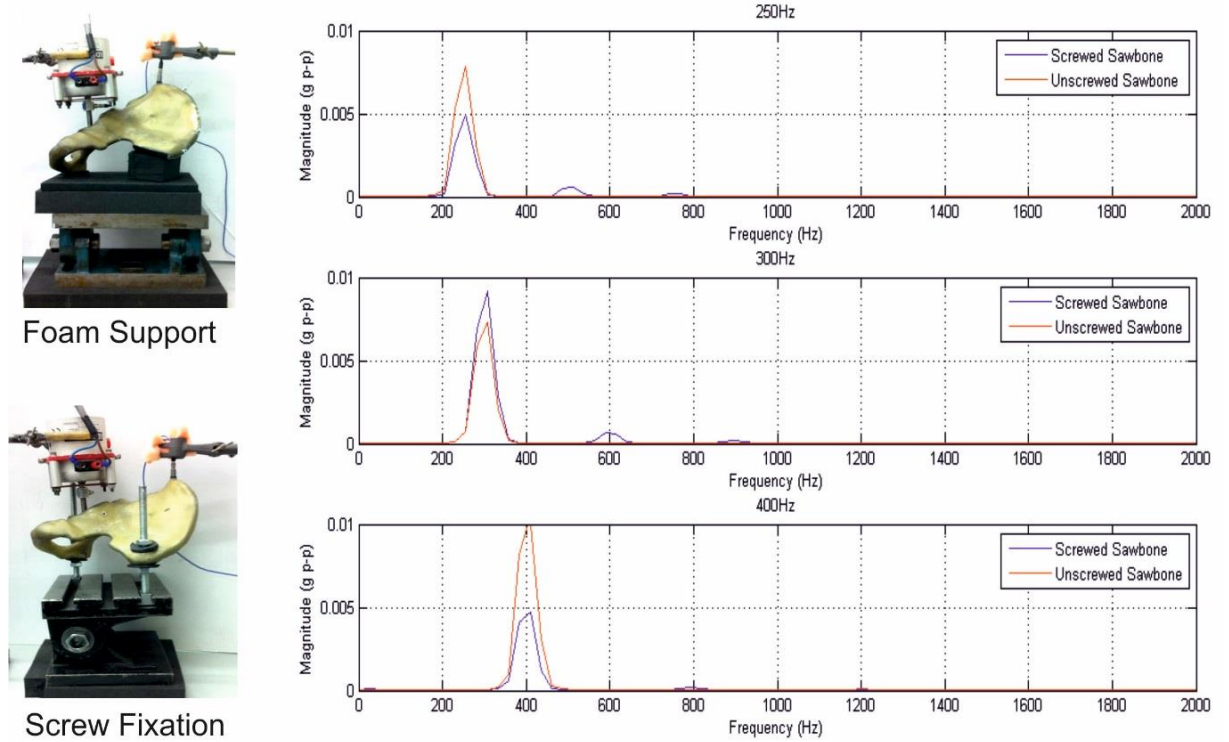 Foam Support
Screw Fixation
250Hz
0.01
0.005
0
Magnitude (g p-p)
Screwed Sawbone
Unscrewed Sawbone
0 200 400 600 800 1000 1200 1400 1600 1800 2000
Frequency (Hz)
300Hz
0.01
0.005
0
Magnitude (g p-p)
Screwed Sawbone
Unscrewed Sawbone
0 200 400 600 800 1000 1200 1400 1600 1800 2000
Frequency (Hz)
400Hz
0.01
0.005
0
Magnitude (g p-p)
Screwed Sawbone
Unscrewed Sawbone
0 200 400 600 800 1000 1200 1400 1600 1800 2000
Frequency (Hz)